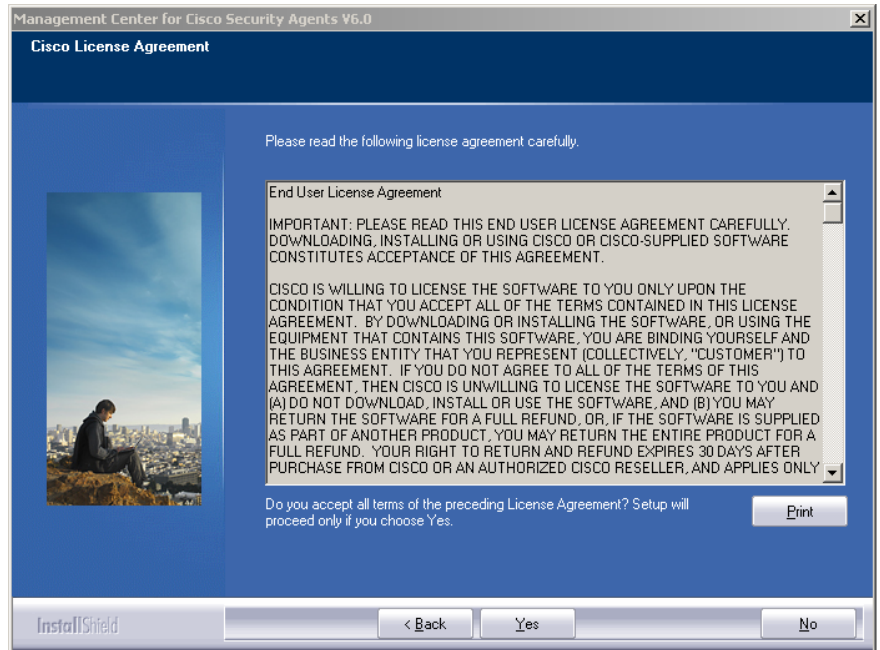 Management Center for Cisco Security Agents V6.0
Cisco License Agreement
Please read the following license agreement carefully.
End User License Agreement
IMPORTANT: PLEASE READ THIS END USER LICENSE AGREEMENT CAREFULLY.
DOWNLOADING, INSTALLING OR USING CISCO OR CISCO-SUPPLIED SOFTWARE
CONSTITUTES ACCEPTANCE OF THIS AGREEMENT.
CISCO IS WILLING TO LICENSE THE SOFTWARE TO YOU ONLY UPON THE
CONDITION THAT YOU ACCEPT ALL OF THE TERMS CONTAINED IN THIS LICENSE
AGREEMENT. BY DOWNLOADING OR INSTALLING THE SOFTWARE, OR USING THE
EQUIPMENT THAT CONTAINS THIS SOFTWARE, YOU ARE BINDING YOURSELF AND
THE BUSINESS ENTITY THAT YOU REPRESENT (COLLECTIVELY, "CUSTOMER") TO
THIS AGREEMENT. IF YOU DO NOT AGREE TO ALL OF THE TERMS OF THIS
AGREEMENT, THEN CISCO IS UNWILLING TO LICENSE THE SOFTWARE TO YOU AND
(A) DO NOT DOWNLOAD, INSTALL OR USE THE SOFTWARE, AND (B) YOU MAY
RETURN THE SOFTWARE FOR A FULL REFUND, OR, IF THE SOFTWARE IS SUPPLIED
AS PART OF ANOTHER PRODUCT, YOU MAY RETURN THE ENTIRE PRODUCT FOR A
FULL REFUND. YOUR RIGHT TO RETURN AND REFUND EXPIRES 30 DAYS AFTER
PURCHASE FROM CISCO OR AN AUTHORIZED CISCO RESELLER, AND APPLIES ONLY
Do you accept all terms of the preceding License Agreement? Setup will
proceed only if you choose Yes.
Print
InstallShield
< Back
Yes
No